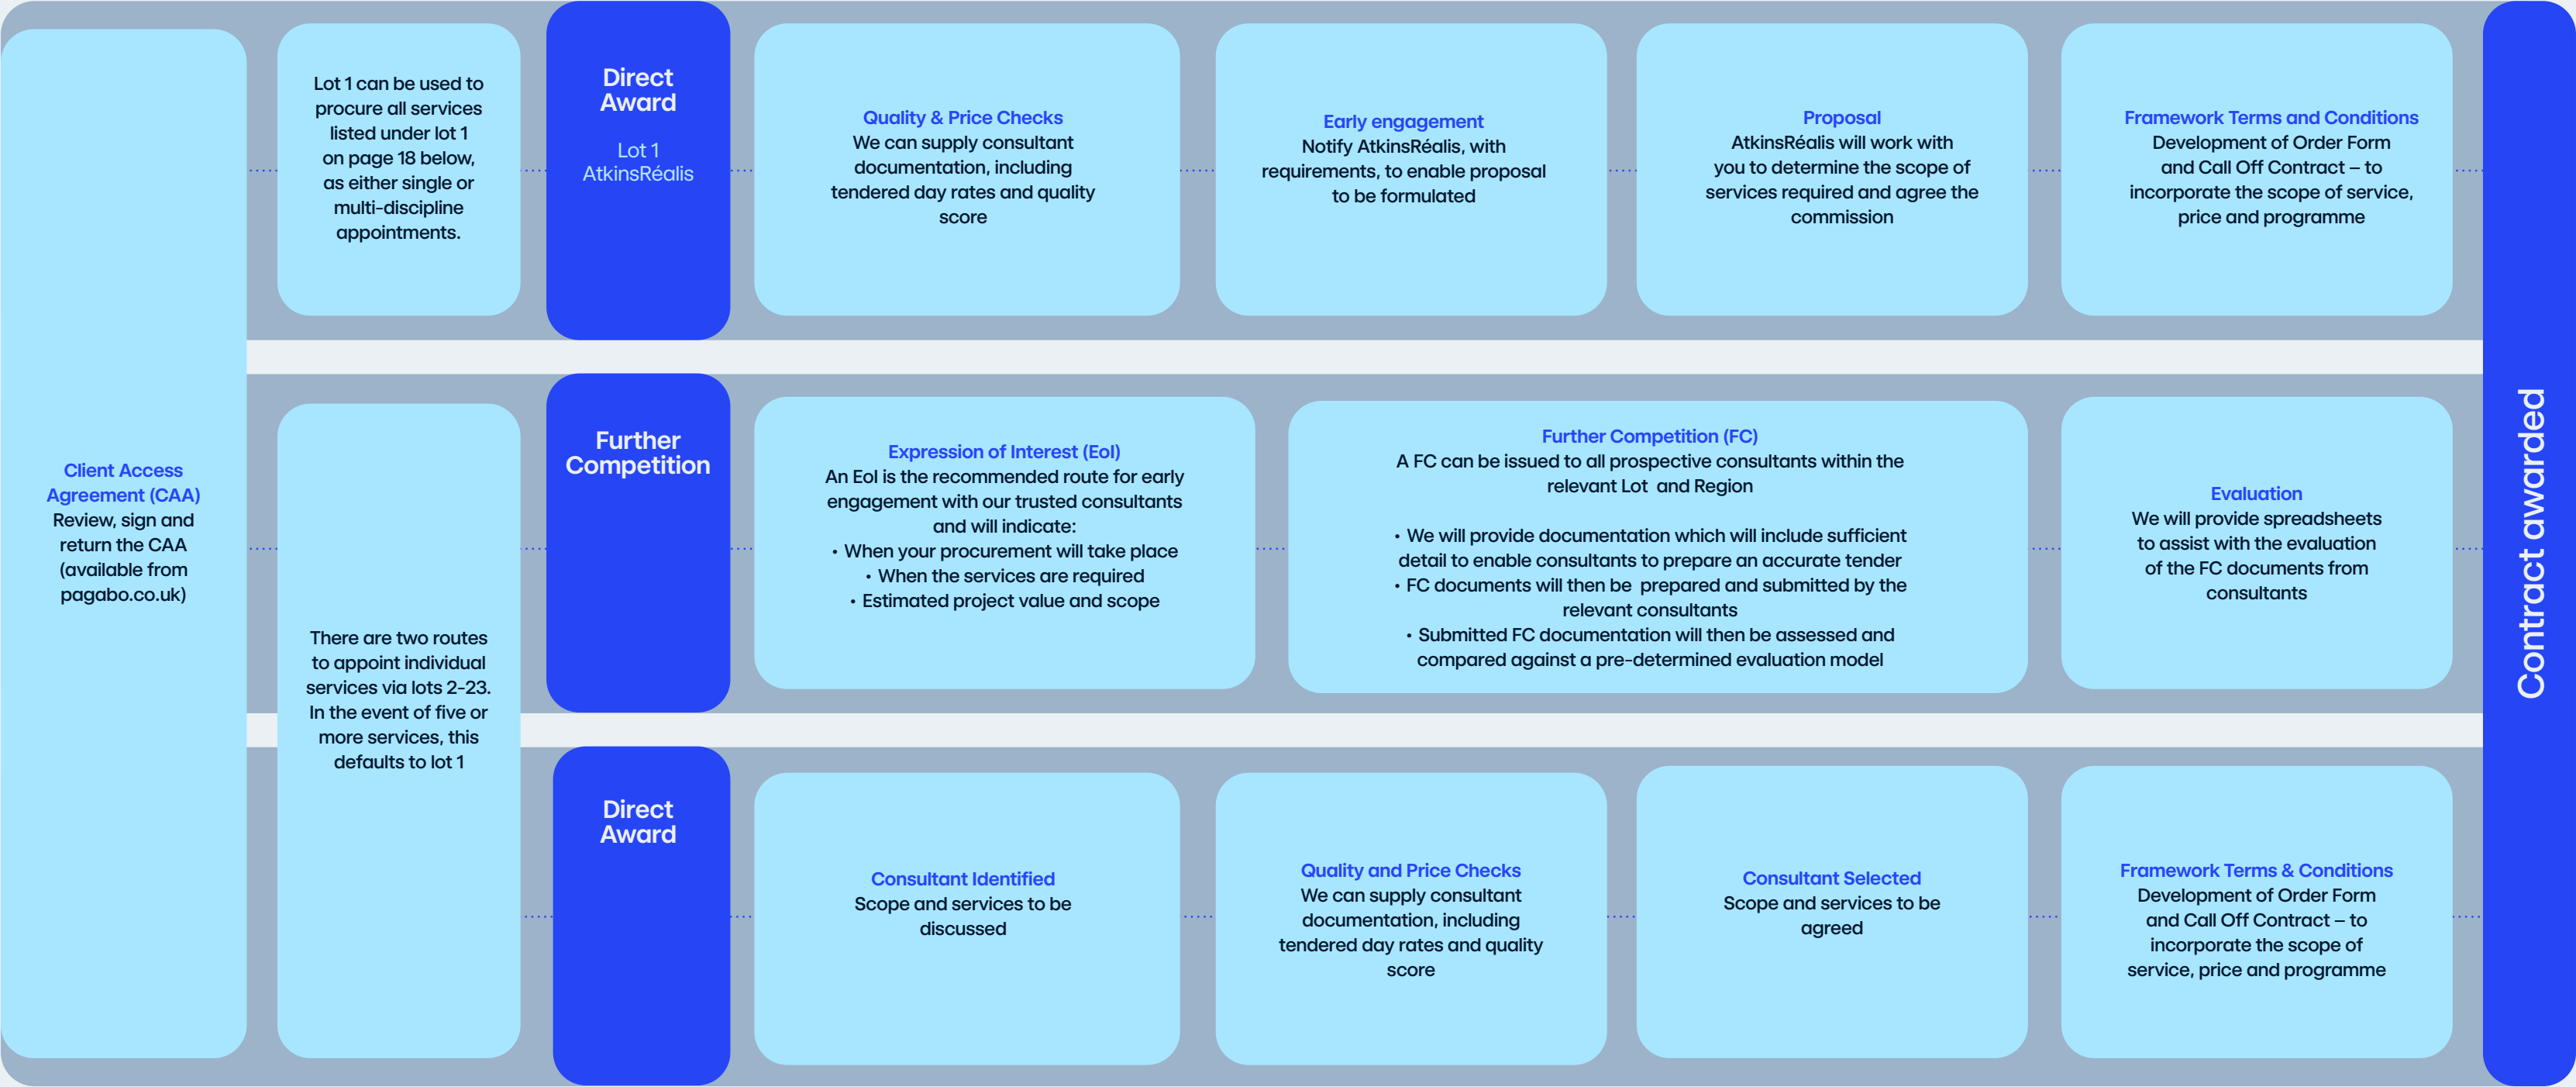 Client Access
Agreement (CAA)
Review, sign and
return the CAA
(available from
pagabo.co.uk)
Lot 1 can be used to
procure all services
listed under lot 1
on page 18 below,
as either single or
multi-discipline
appointments.
Direct
Award
Lot 1
AtkinsRéalis
Quality & Price Checks
We can supply consultant
documentation, including
tendered day rates and quality
score
Early engagement
Notify AtkinsRéalis, with
requirements, to enable proposal
to be formulated
Proposal
AtkinsRéalis will work with
you to determine the scope of
services required and agree the
commission
Framework Terms and Conditions
Development of Order Form
and Call Off Contract – to
incorporate the scope of service,
price and programme
There are two routes
to appoint individual
services via lots 2-23.
In the event of five or
more services, this
defaults to lot 1
Further
Competition
Expression of Interest (EoI)
An EoI is the recommended route for early
engagement with our trusted consultants
and will indicate:
• When your procurement will take place
• When the services are required
• Estimated project value and scope
Further Competition (FC)
A FC can be issued to all prospective consultants within the
relevant Lot and Region
• We will provide documentation which will include sufficient
detail to enable consultants to prepare an accurate tender
• FC documents will then be prepared and submitted by the
relevant consultants
• Submitted FC documentation will then be assessed and
compared against a pre-determined evaluation model
Evaluation
We will provide spreadsheets
to assist with the evaluation
of the FC documents from
consultants
Direct
Award
Consultant Identified
Scope and services to be
discussed
Quality and Price Checks
We can supply consultant
documentation, including
tendered day rates and quality
score
Consultant Selected
Scope and services to be
agreed
Framework Terms & Conditions
Development of Order Form
and Call Off Contract – to
incorporate the scope of
service, price and programme
Contract awarded